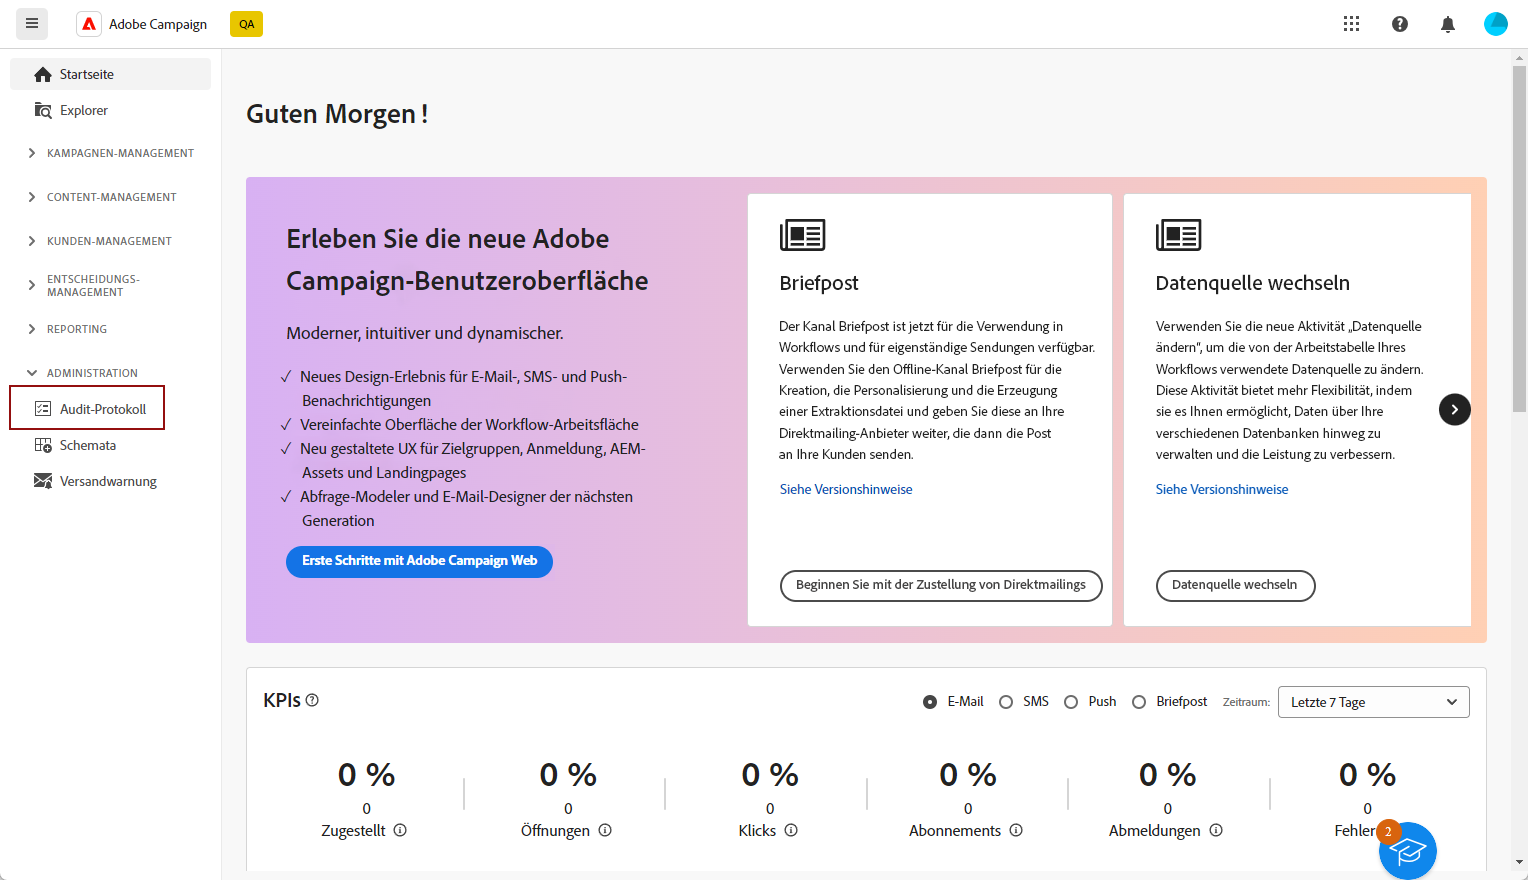 Adobe Campaign
QA
Startseite
Explorer
KAMPAGNEN-MANAGEMENT
CONTENT-MANAGEMENT
KUNDEN-MANAGEMENT
ENTSCHEIDUNGS-
MANAGEMENT
REPORTING
ADMINISTRATION
Audit-Protokoll
Schemata
Versandwarnung
Guten Morgen !
Erleben Sie die neue Adobe
Campaign-Benutzeroberfläche
Moderner, intuitiver und dynamischer.
✓ Neues Design-Erlebnis für E-Mail-, SMS- und Push-
Benachrichtigungen
✓ Vereinfachte Oberfläche der Workflow-Arbeitsfläche
✓ Neu gestaltete UX für Zielgruppen, Anmeldung, AEM-
Assets und Landingpages
✓ Abfrage-Modeler und E-Mail-Designer der nächsten
Generation
Erste Schritte mit Adobe Campaign Web
Briefpost
Der Kanal Briefpost ist jetzt für die Verwendung in
Workflows und für eigenständige Sendungen verfügbar.
Verwenden Sie den Offline-Kanal Briefpost für die
Kreation, die Personalisierung und die Erzeugung
einer Extraktionsdatei und geben Sie diese an Ihre
Direktmailing-Anbieter weiter, die dann die Post
an Ihre Kunden senden.
Siehe Versionshinweise
Beginnen Sie mit der Zustellung von Direktmailings
Datenquelle wechseln
Verwenden Sie die neue Aktivität „Datenquelle
ändern“, um die von der Arbeitstabelle Ihres
Workflows verwendete Datenquelle zu ändern.
Diese Aktivität bietet mehr Flexibilität, indem
sie es Ihnen ermöglicht, Daten über Ihre
verschiedenen Datenbanken hinweg zu
verwalten und die Leistung zu verbessern.
Siehe Versionshinweise
Datenquelle wechseln
KPIs
E-Mail SMS Push Briefpost Zeitraum: Letzte 7 Tage
0 % 0 % 0 % 0 % 0 % 0 %
0 0 0 0 0 0
Zugestellt Öffnungen Klicks Abonnements Abmeldungen Fehler
2